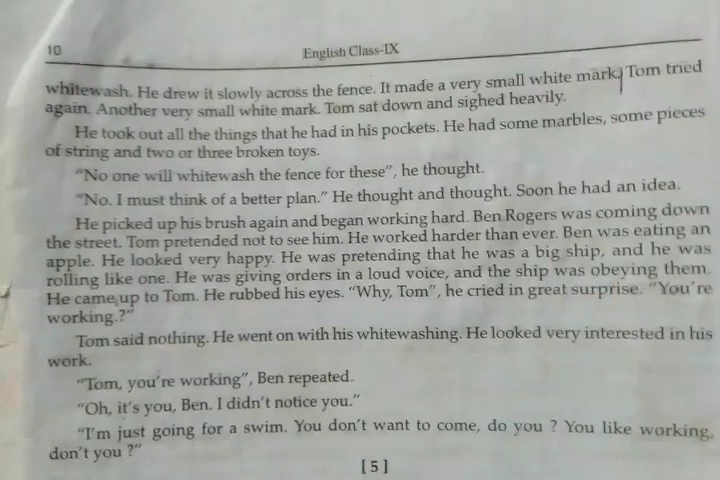 10
English Class-IX
whitewash. He drew it slowly across the fence. It made a very small white mark. Tom tried
again. Another very small white mark. Tom sat down and sighed heavily.
He took out all the things that he had in his pockets. He had some marbles, some pieces
of string and two or three broken toys.
“No one will whitewash the fence for these”, he thought.
“No. I must think of a better plan.” He thought and thought. Soon he had an idea.
He picked up his brush again and began working hard. Ben Rogers was coming down
the street. Tom pretended not to see him. He worked harder than ever. Ben was eating an
apple. He looked very happy. He was pretending that he was a big ship, and he was
rolling like one. He was giving orders in a loud voice, and the ship was obeying them.
He came up to Tom. He rubbed his eyes. “Why, Tom”, he cried in great surprise. “You're
working.?”
Tom said nothing. He went on with his whitewashing. He looked very interested in his
work.
“Tom, you're working”, Ben repeated.
“Oh, it's you, Ben. I didn't notice you.”
“I'm just going for a swim. You don't want to come, do you ? You like working,
don't you ?”
[ 5 ]